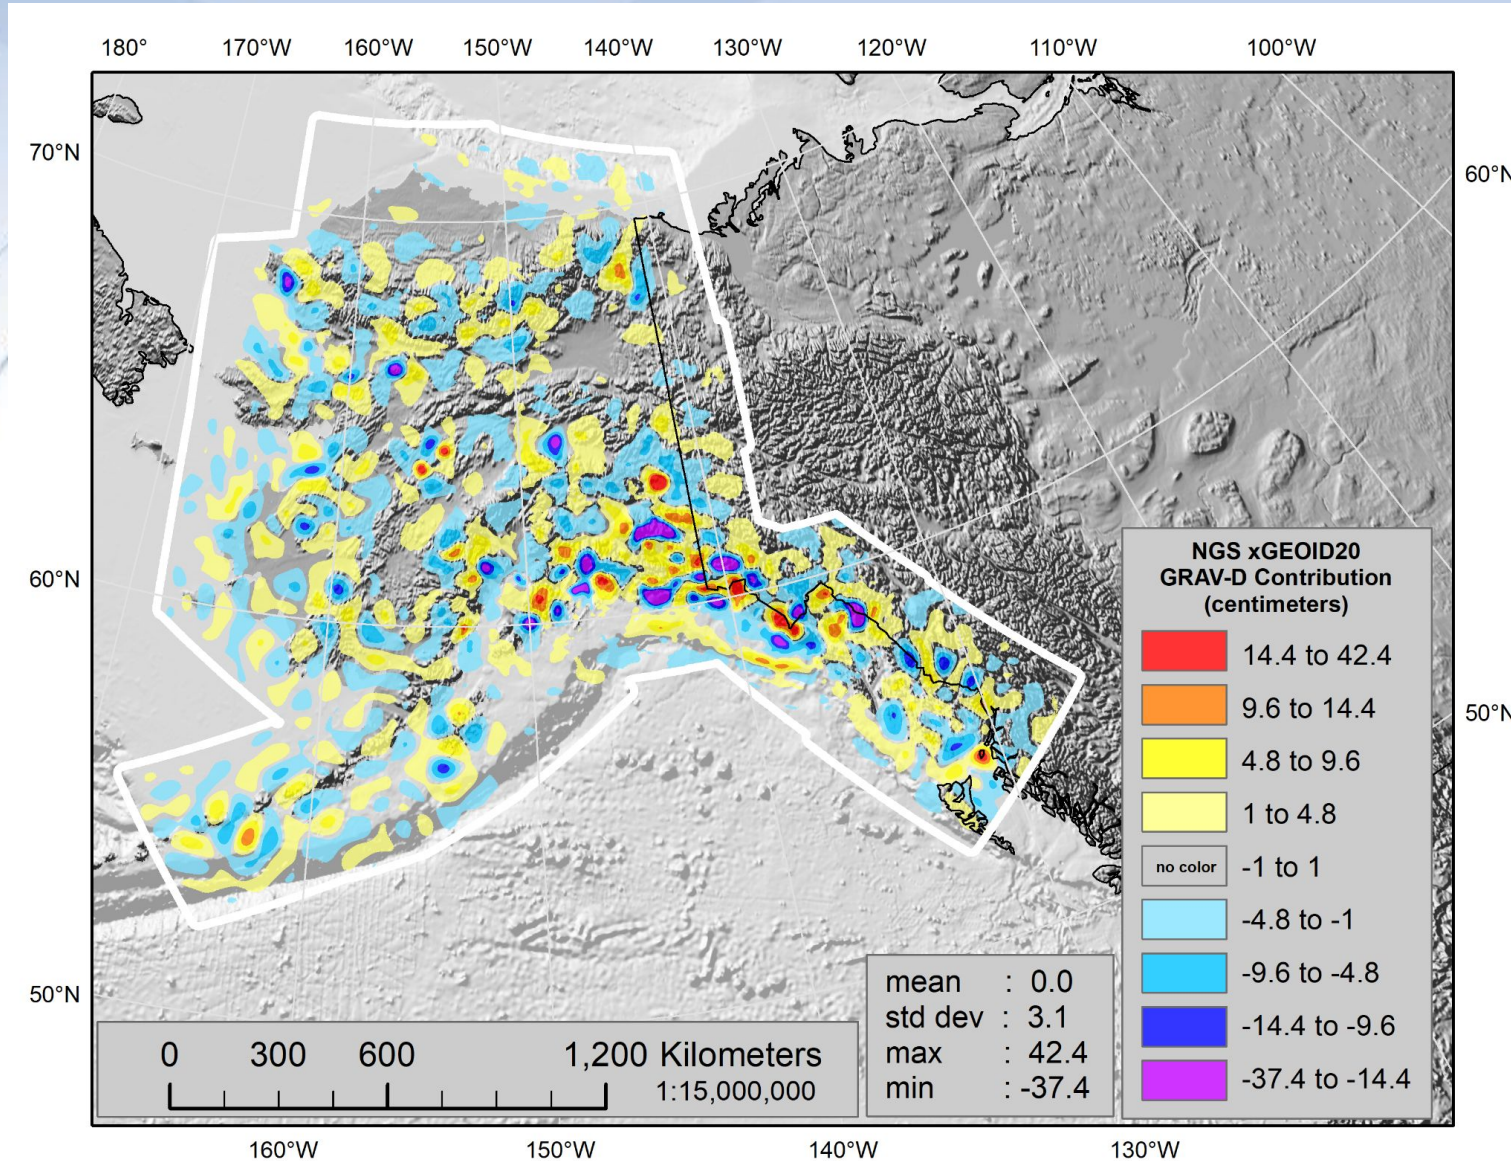 180° 170°W 160°W 150°W 140°W 130°W 120°W 110°W 100°W
70°N
60°N
60°N
50°N
50°N
NGS xGEOID20
GRAV-D Contribution
(centimeters)
14.4 to 42.4
9.6 to 14.4
4.8 to 9.6
1 to 4.8
no color -1 to 1
-4.8 to -1
-9.6 to -4.8
-14.4 to -9.6
-37.4 to -14.4
mean : 0.0
std dev : 3.1
max : 42.4
min : -37.4
0 300 600 1,200 Kilometers
1:15,000,000
160°W 150°W 140°W 130°W